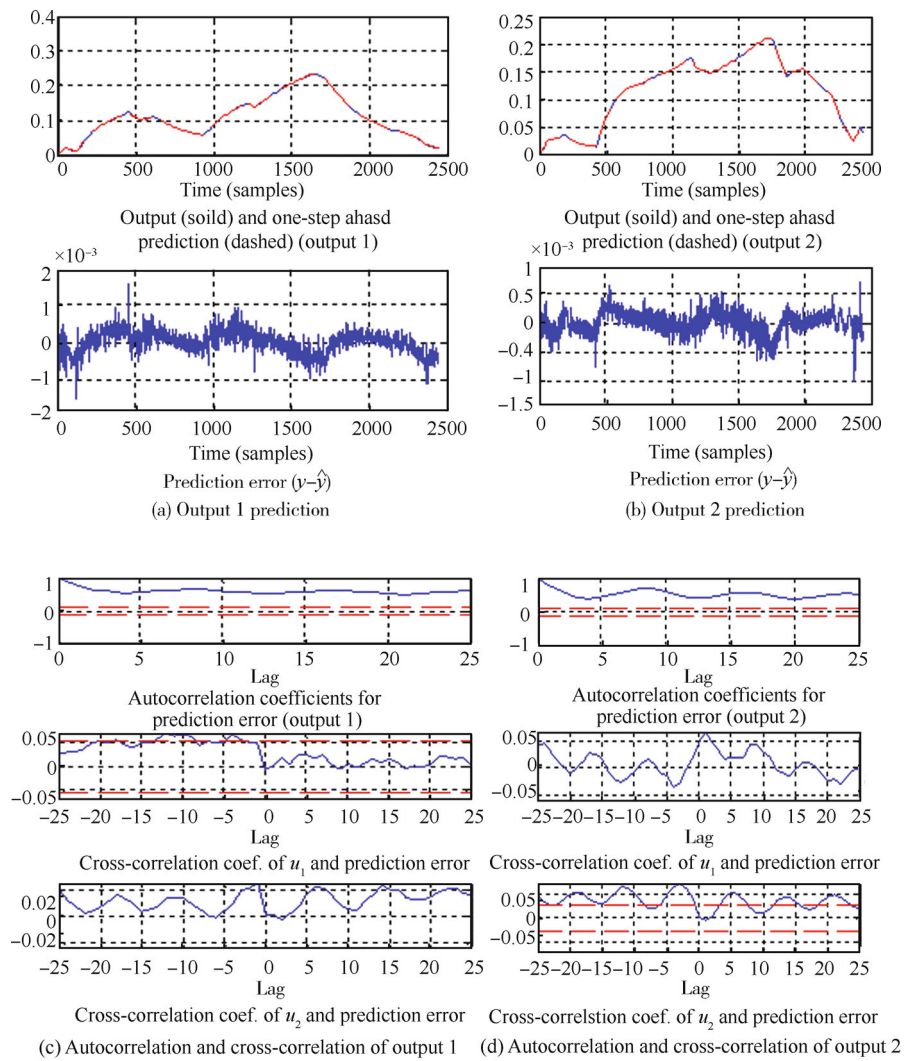 0.4
0.3
0.2
0.1
0
0 500 1000 1500 2000 2500
Time (samples)
Output (soild) and one-step ahasd
prediction (dashed) (output 1)
0.25
0.2
0.15
0.1
0.05
0
0 500 1000 1500 2000 2500
Time (samples)
Output (soild) and one-step ahasd
prediction (dashed) (output 2)
×10⁻³
2
1
0
−1
−2
0 500 1000 1500 2000 2500
Time (samples)
Prediction error (y−ŷ)
(a) Output 1 prediction
×10⁻³
1
0.5
0
−0.4
−1
−1.5
0 500 1000 1500 2000 2500
Time (samples)
Prediction error (y−ŷ)
(b) Output 2 prediction
1
0
−1
0 5 10 15 20 25
Lag
Autocorrelation coefficients for
prediction error (output 1)
0.05
0
−0.05
−25 −20 −15 −10 −5 0 5 10 15 20 25
Lag
Cross-correlation coef. of u₁ and prediction error
0.02
0
−0.02
−25 −20 −15 −10 −5 0 5 10 15 20 25
Lag
Cross-correlation coef. of u₂ and prediction error
(c) Autocorrelation and cross-correlation of output 1
1
0
−1
0 5 10 15 20 25
Lag
Autocorrelation coefficients for
prediction error (output 2)
0.05
0
−0.05
−25 −20 −15 −10 −5 0 5 10 15 20 25
Lag
Cross-correlation coef. of u₁ and prediction error
0.05
0
−0.05
−25 −20 −15 −10 −5 0 5 10 15 20 25
Lag
Cross-correlstion coef. of u₂ and prediction error
(d) Autocorrelation and cross-correlation of output 2